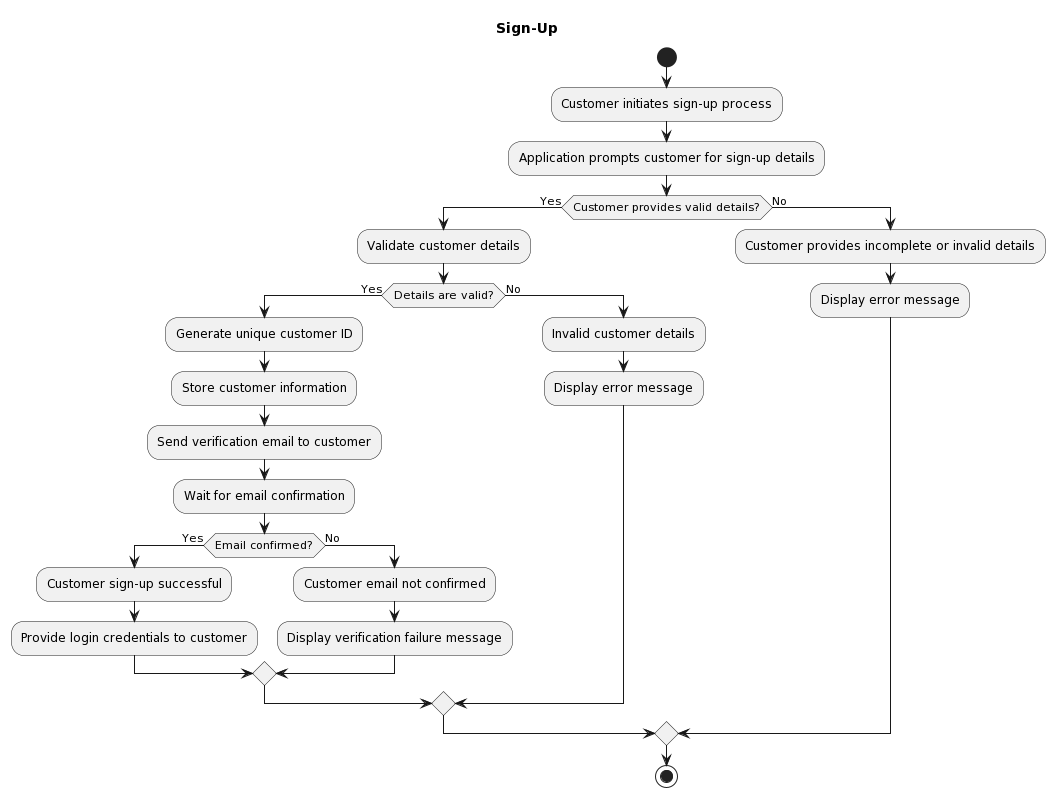 Sign-Up
Customer initiates sign-up process
Application prompts customer for sign-up details
Yes
Customer provides valid details?
No
Validate customer details
Customer provides incomplete or invalid details
Yes
Details are valid?
No
Display error message
Generate unique customer ID
Invalid customer details
Store customer information
Display error message
Send verification email to customer
Wait for email confirmation
Yes
Email confirmed?
No
Customer sign-up successful
Customer email not confirmed
Provide login credentials to customer
Display verification failure message